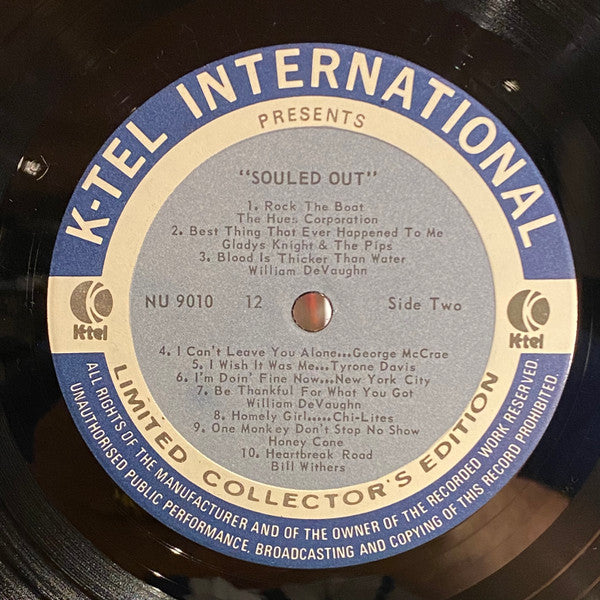 K-TEL INTERNATIONAL
PRESENTS
"SOULED OUT"
1. Rock The Boat
The Hues Corporation
2. Best Thing That Ever Happened To Me
Gladys Knight & The Pips
3. Blood Is Thicker Than Water
William DeVaughn
NU 9010 12 Side Two
K-tel
K-tel
4. I Can't Leave You Alone...George McCrae
5. I Wish It Was Me...Tyrone Davis
6. I'm Doin' Fine Now...New York City
7. Be Thankful For What You Got
William DeVaughn
8. Homely Girl.....Chi-Lites
9. One Monkey Don't Stop No Show
Honey Cone
10. Heartbreak Road
Bill Withers
LIMITED COLLECTOR'S EDITION
ALL RIGHTS OF THE MANUFACTURER AND OF THE OWNER OF THE RECORDED WORK RESERVED.
UNAUTHORISED PUBLIC PERFORMANCE, BROADCASTING AND COPYING OF THIS RECORD PROHIBITED.